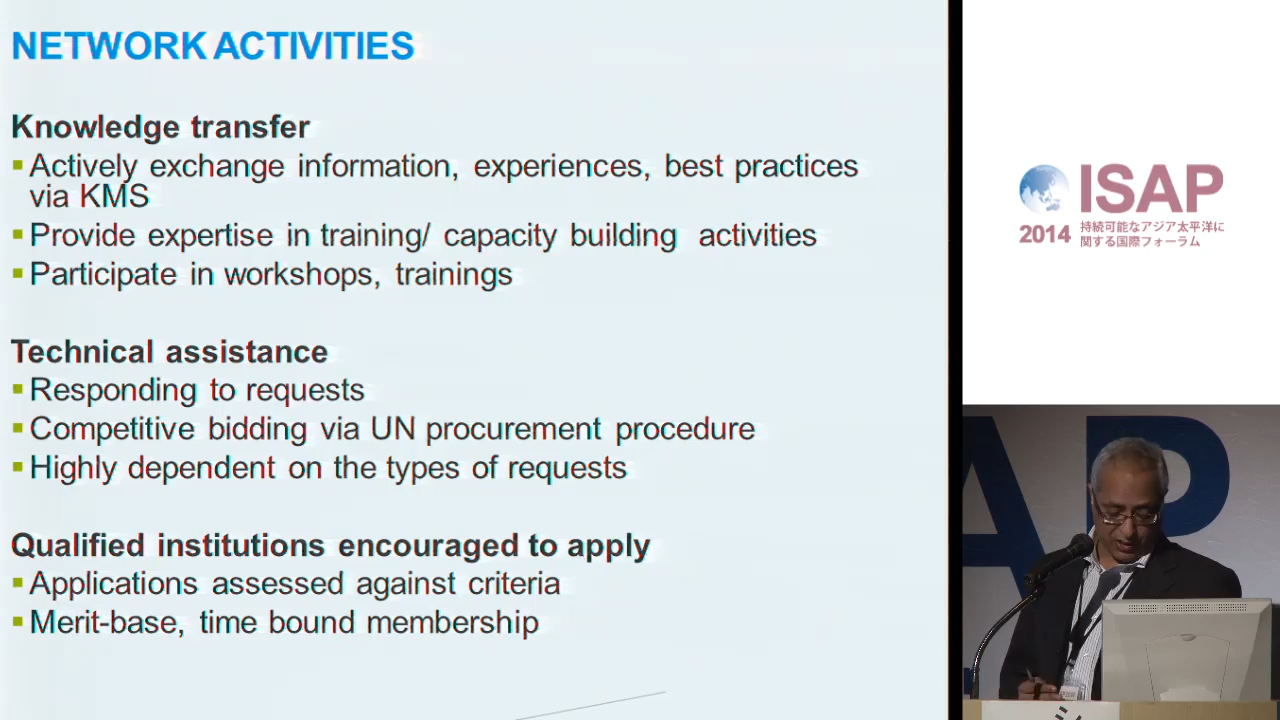 NETWORK ACTIVITIES
Knowledge transfer
▪ Actively exchange information, experiences, best practices
via KMS
▪ Provide expertise in training/ capacity building activities
▪ Participate in workshops, trainings
Technical assistance
▪ Responding to requests
▪ Competitive bidding via UN procurement procedure
▪ Highly dependent on the types of requests
Qualified institutions encouraged to apply
▪ Applications assessed against criteria
▪ Merit-base, time bound membership
ISAP
2014
持続可能なアジア太平洋に
関する国際フォーラム
AP